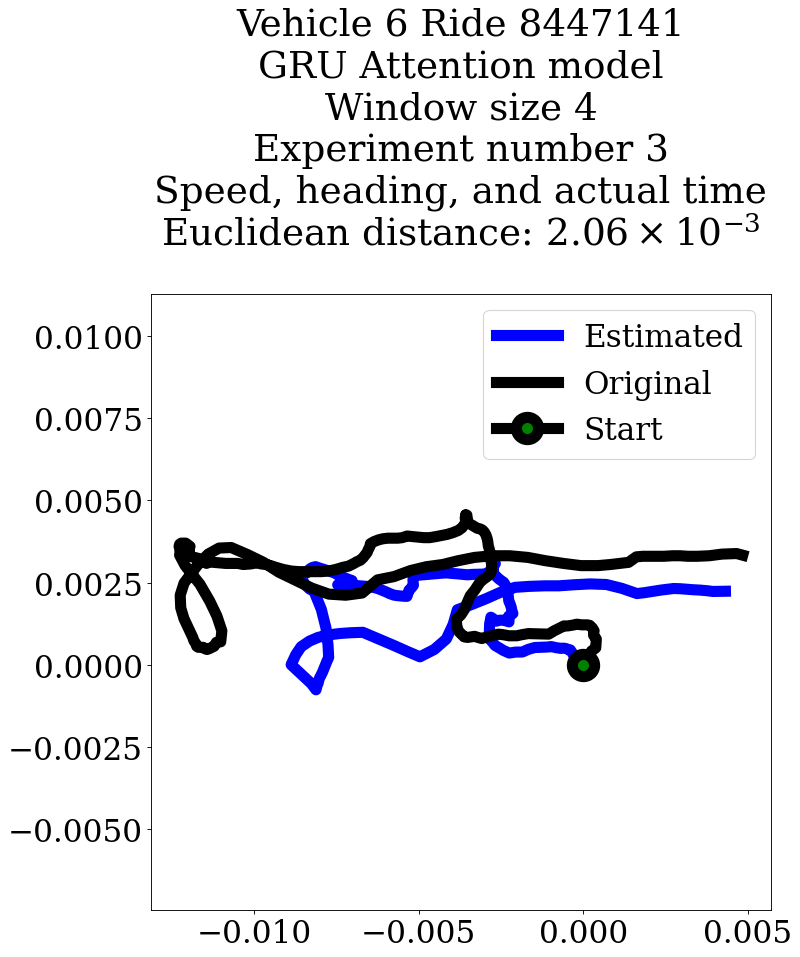 Vehicle 6 Ride 8447141
GRU Attention model
Window size 4
Experiment number 3
Speed, heading, and actual time
Euclidean distance: 2.06 × 10⁻³
Estimated
Original
Start
0.0100
0.0075
0.0050
0.0025
0.0000
−0.0025
−0.0050
−0.010
−0.005
0.000
0.005